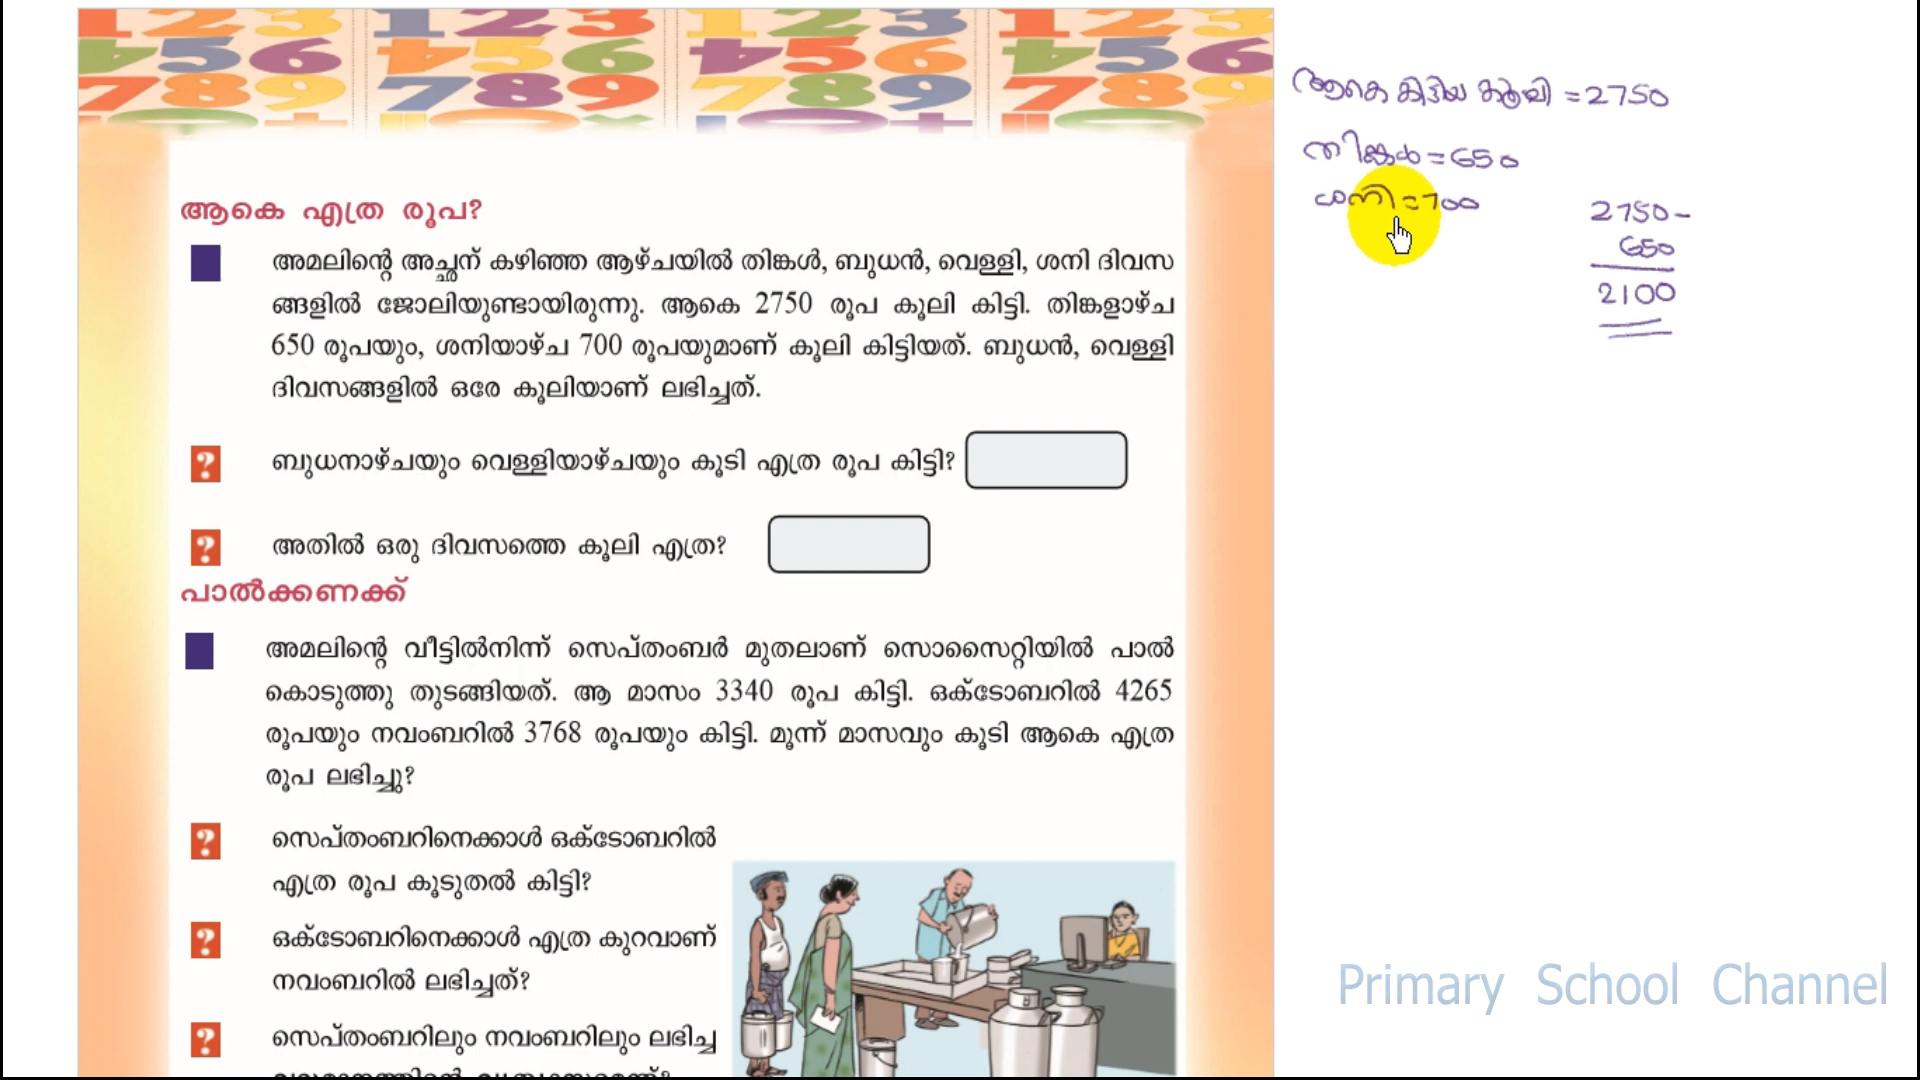 ആകെ എത്ര രൂപ?
അമലിന്റെ അച്ഛന് കഴിഞ്ഞ ആഴ്ചയിൽ തിങ്കൾ, ബുധൻ, വെള്ളി, ശനി ദിവസ
ങ്ങളിൽ ജോലിയുണ്ടായിരുന്നു. ആകെ 2750 രൂപ കൂലി കിട്ടി. തിങ്കളാഴ്ച
650 രൂപയും, ശനിയാഴ്ച 700 രൂപയുമാണ് കൂലി കിട്ടിയത്. ബുധൻ, വെള്ളി
ദിവസങ്ങളിൽ ഒരേ കൂലിയാണ് ലഭിച്ചത്.
? ബുധനാഴ്ചയും വെള്ളിയാഴ്ചയും കൂടി എത്ര രൂപ കിട്ടി?
? അതിൽ ഒരു ദിവസത്തെ കൂലി എത്ര?
പാൽക്കണക്ക്
അമലിന്റെ വീട്ടിൽനിന്ന് സെപ്തംബർ മുതലാണ് സൊസൈറ്റിയിൽ പാൽ
കൊടുത്തു തുടങ്ങിയത്. ആ മാസം 3340 രൂപ കിട്ടി. ഒക്ടോബറിൽ 4265
രൂപയും നവംബറിൽ 3768 രൂപയും കിട്ടി. മൂന്ന് മാസവും കൂടി ആകെ എത്ര
രൂപ ലഭിച്ചു?
? സെപ്തംബറിനെക്കാൾ ഒക്ടോബറിൽ
എത്ര രൂപ കൂടുതൽ കിട്ടി?
? ഒക്ടോബറിനെക്കാൾ എത്ര കുറവാണ്
നവംബറിൽ ലഭിച്ചത്?
? സെപ്തംബറിലും നവംബറിലും ലഭിച്ച
ആകെ കിട്ടിയ കൂലി = 2750
തിങ്കൾ = 650
ശനി = 700
2750 -
650
2100
Primary School Channel